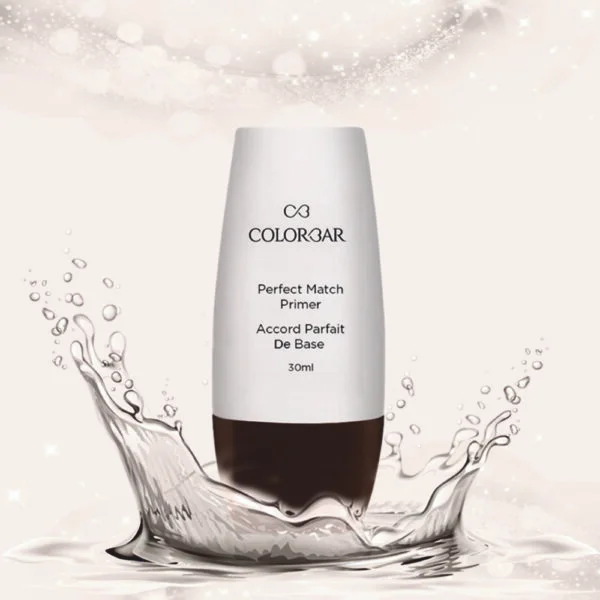 COLORBAR
Perfect Match
Primer
Accord Parfait
De Base
30ml